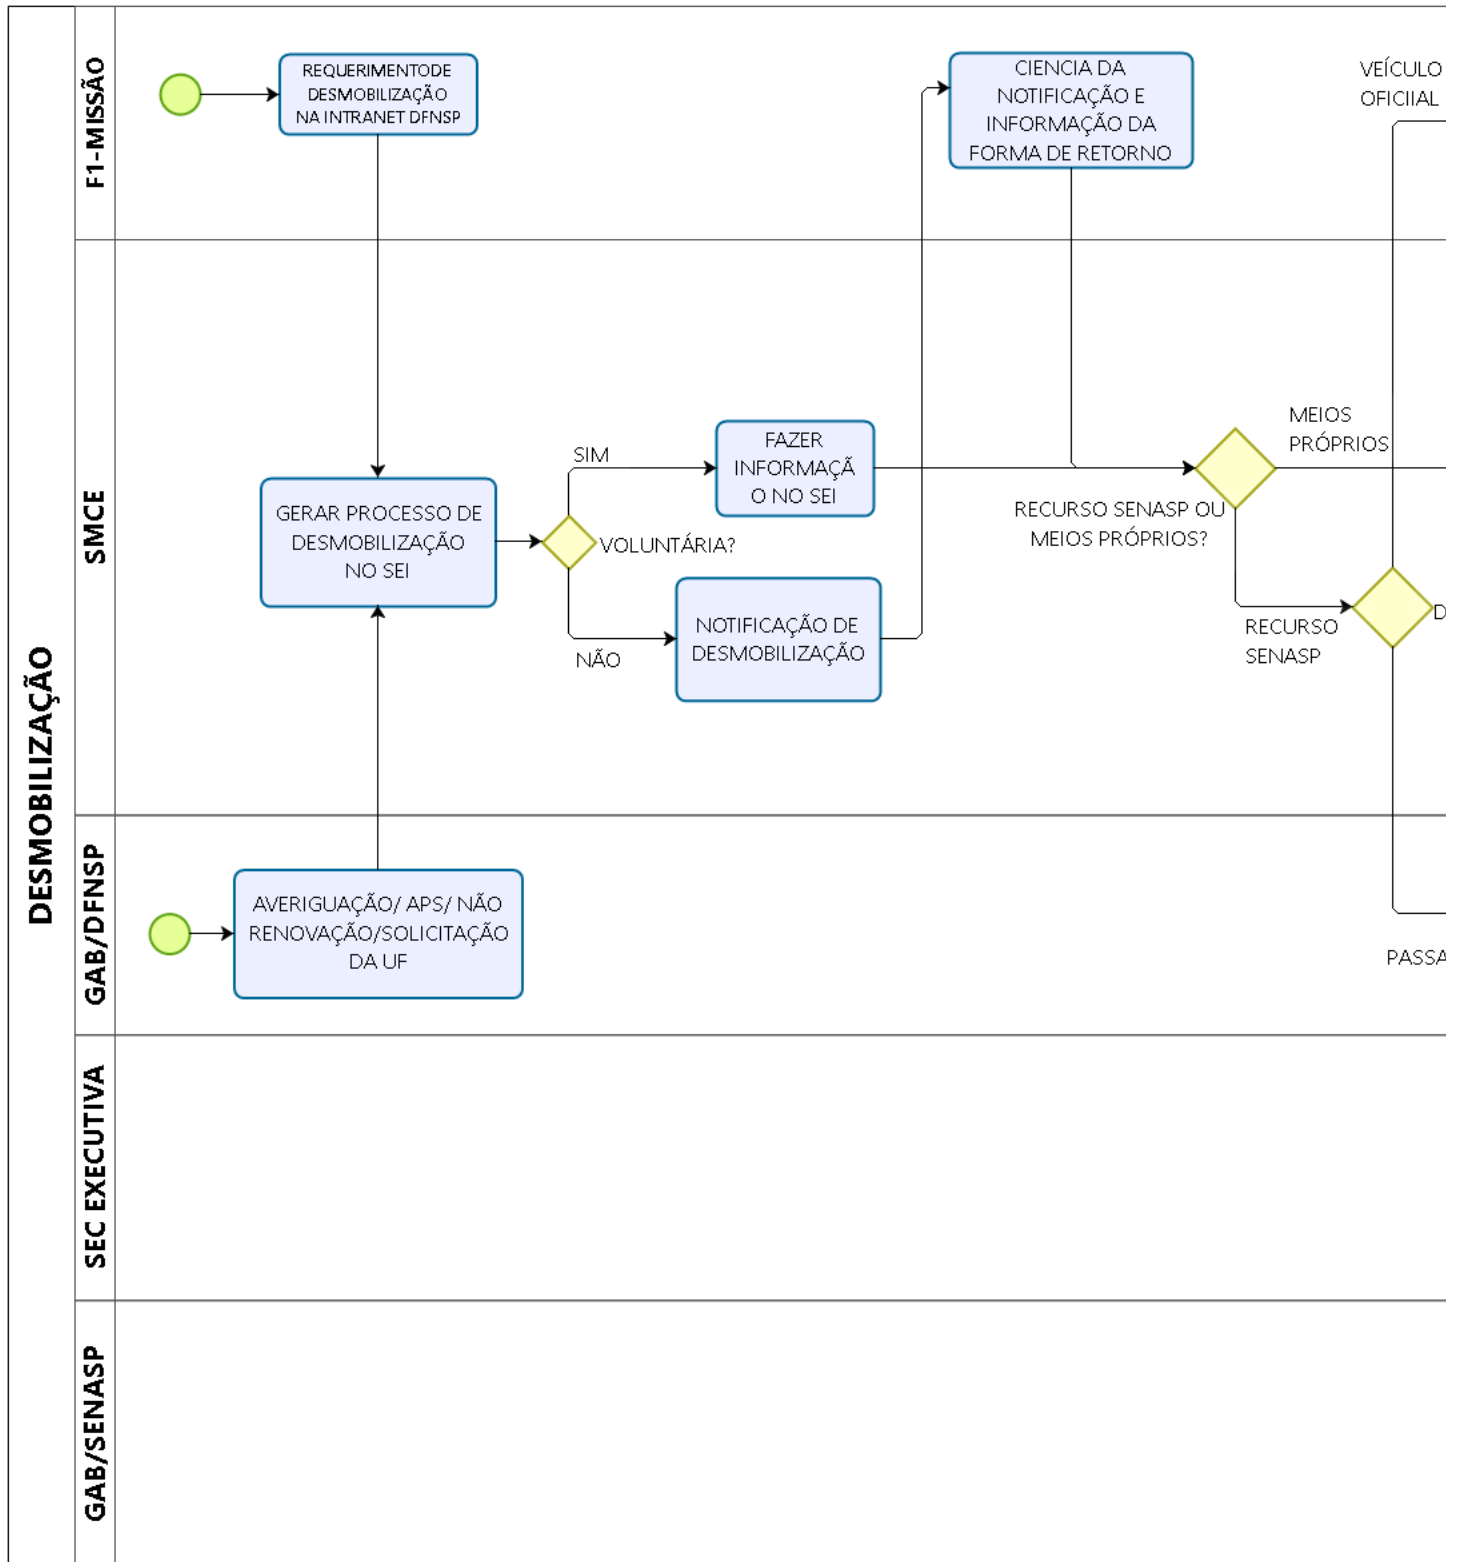 DESMOBILIZAÇÃO
F1-MISSÃO
REQUERIMENTODE
DESMOBILIZAÇÃO
NA INTRANET DFNSP
CIENCIA DA
NOTIFICAÇÃO E
INFORMAÇÃO DA
FORMA DE RETORNO
VEÍCULO
OFICIIAL
SMCE
GERAR PROCESSO DE
DESMOBILIZAÇÃO
NO SEI
VOLUNTÁRIA?
SIM
FAZER
INFORMAÇÃ
O NO SEI
NÃO
NOTIFICAÇÃO DE
DESMOBILIZAÇÃO
RECURSO SENASP OU
MEIOS PRÓPRIOS?
MEIOS
PRÓPRIOS
RECURSO
SENASP
D
GAB/DFNSP
AVERIGUAÇÃO/ APS/ NÃO
RENOVAÇÃO/SOLICITAÇÃO
DA UF
PASSA
SEC EXECUTIVA
GAB/SENASP